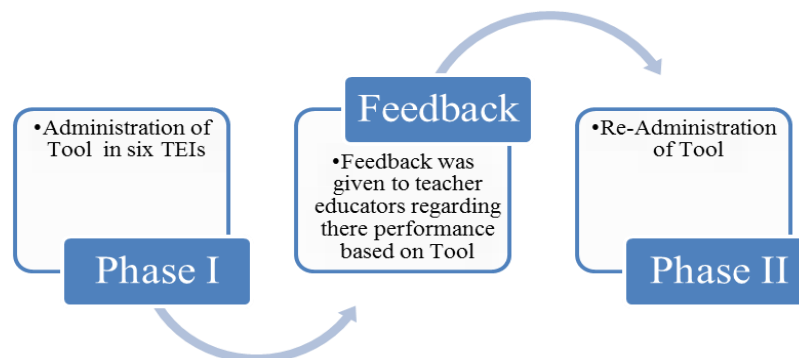 •Administration of
Tool in six TEIs
Phase I
Feedback
•Feedback was
given to teacher
educators regarding
there performance
based on Tool
•Re-Administration
of Tool
Phase II